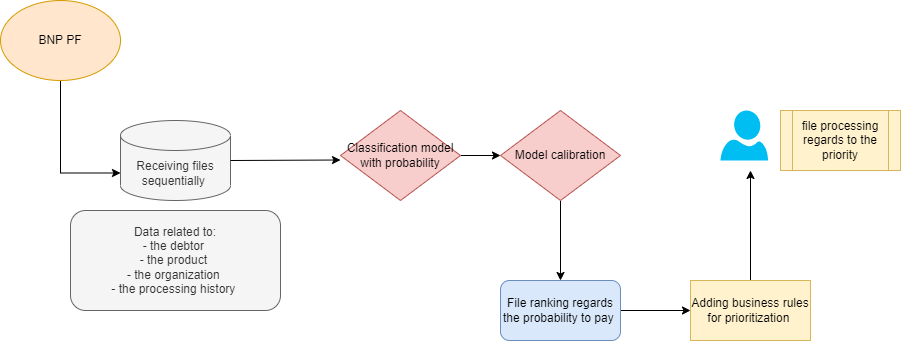 BNP PF
Receiving files
sequentially
Data related to:
- the debtor
- the product
- the organization
- the processing history
Classification model
with probability
Model calibration
File ranking regards
the probability to pay
Adding business rules
for prioritization
file processing
regards to the
priority